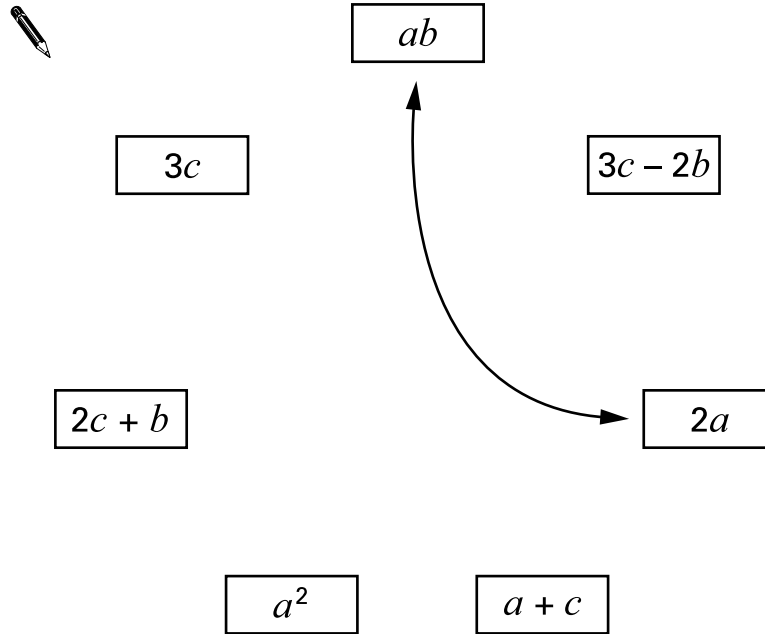 ab
3c
3c – 2b
2c + b
2a
a²
a + c